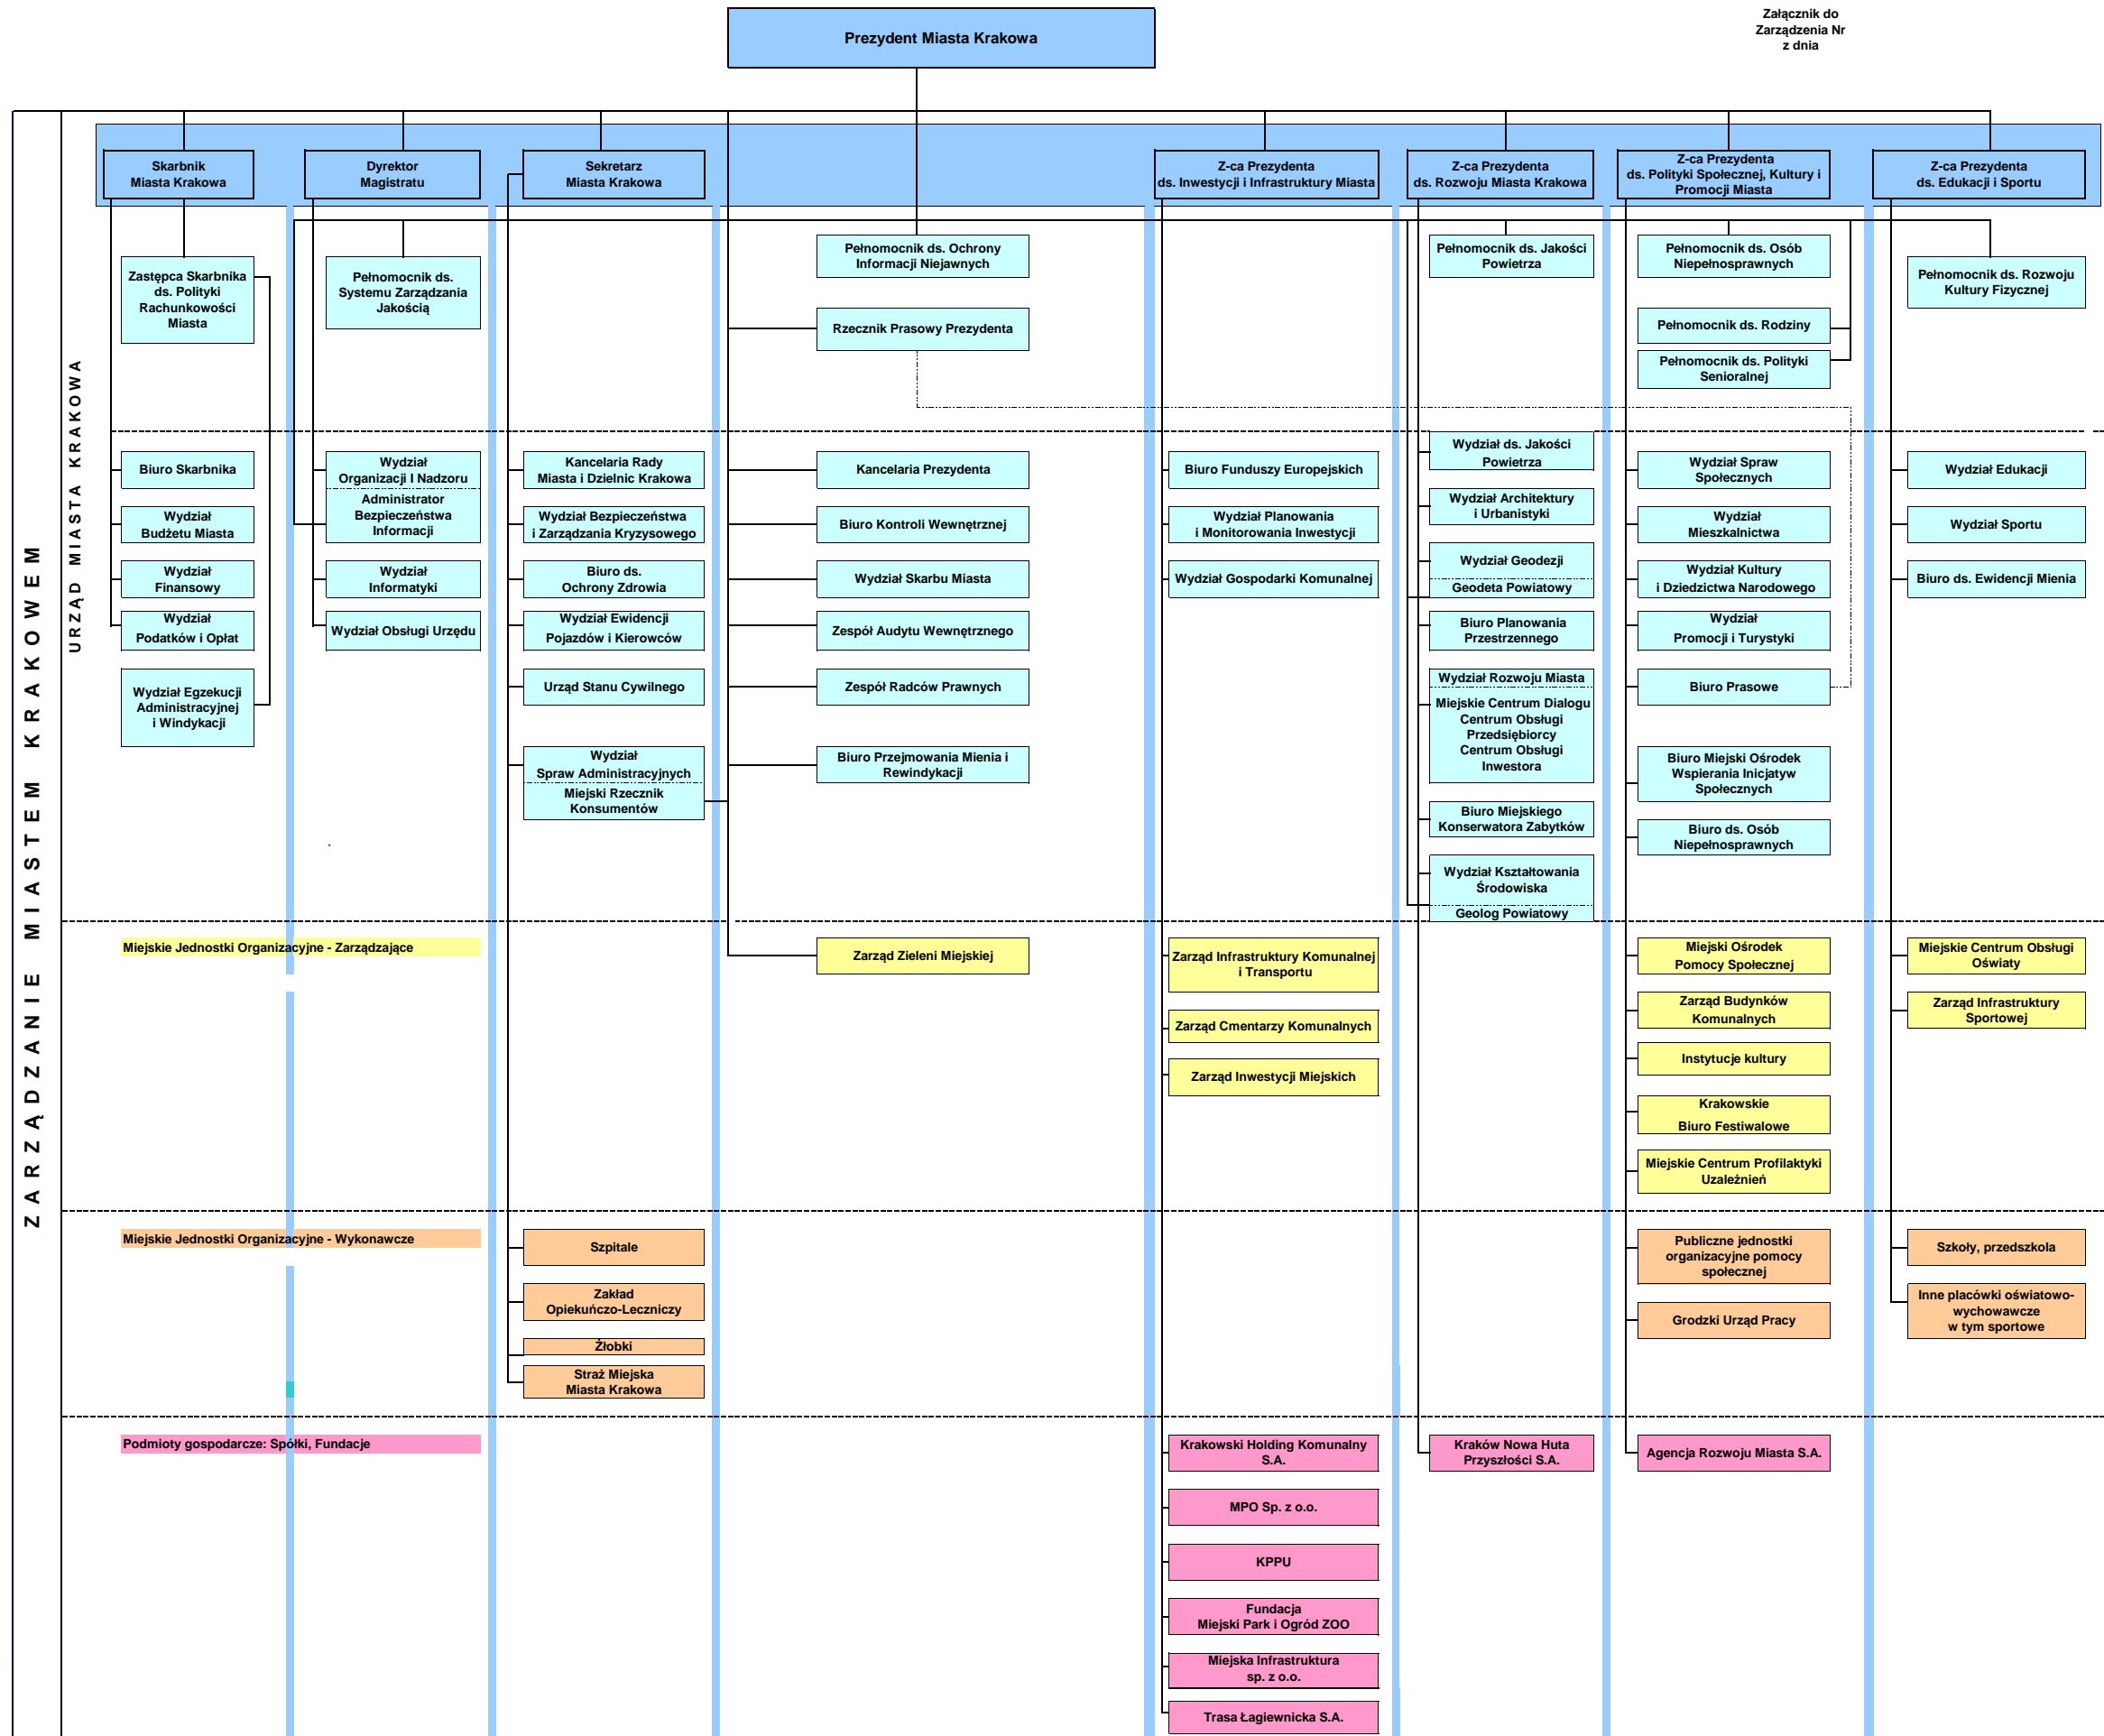 Prezydent Miasta Krakowa
Załącznik do
Zarządzenia Nr
z dnia
ZARZĄDZANIE MIASTEM KRAKOWEM
URZĄD MIASTA KRAKOWA
Skarbnik
Miasta Krakowa
Dyrektor
Magistratu
Sekretarz
Miasta Krakowa
Z-ca Prezydenta
ds. Inwestycji i Infrastruktury Miasta
Z-ca Prezydenta
ds. Rozwoju Miasta Krakowa
Z-ca Prezydenta
ds. Polityki Społecznej, Kultury i
Promocji Miasta
Z-ca Prezydenta
ds. Edukacji i Sportu
Zastępca Skarbnika
ds. Polityki
Rachunkowości
Miasta
Pełnomocnik ds.
Systemu Zarządzania
Jakością
Pełnomocnik ds. Ochrony
Informacji Niejawnych
Rzecznik Prasowy Prezydenta
Pełnomocnik ds. Jakości
Powietrza
Pełnomocnik ds. Osób
Niepełnosprawnych
Pełnomocnik ds. Rodziny
Pełnomocnik ds. Polityki
Senioralnej
Pełnomocnik ds. Rozwoju
Kultury Fizycznej
Biuro Skarbnika
Wydział
Budżetu Miasta
Wydział
Finansowy
Wydział
Podatków i Opłat
Wydział Egzekucji
Administracyjnej
i Windykacji
Wydział
Organizacji I Nadzoru
Administrator
Bezpieczeństwa
Informacji
Wydział
Informatyki
Wydział Obsługi Urzędu
Kancelaria Rady
Miasta i Dzielnic Krakowa
Wydział Bezpieczeństwa
i Zarządzania Kryzysowego
Biuro ds.
Ochrony Zdrowia
Wydział Ewidencji
Pojazdów i Kierowców
Urząd Stanu Cywilnego
Wydział
Spraw Administracyjnych
Miejski Rzecznik
Konsumentów
Kancelaria Prezydenta
Biuro Kontroli Wewnętrznej
Wydział Skarbu Miasta
Zespół Audytu Wewnętrznego
Zespół Radców Prawnych
Biuro Przejmowania Mienia i
Rewindykacji
Biuro Funduszy Europejskich
Wydział Planowania
i Monitorowania Inwestycji
Wydział Gospodarki Komunalnej
Wydział ds. Jakości
Powietrza
Wydział Architektury
i Urbanistyki
Wydział Geodezji
Geodeta Powiatowy
Biuro Planowania
Przestrzennego
Wydział Rozwoju Miasta
Miejskie Centrum Dialogu
Centrum Obsługi
Przedsiębiorcy
Centrum Obsługi
Inwestora
Biuro Miejskiego
Konserwatora Zabytków
Wydział Kształtowania
Środowiska
Geolog Powiatowy
Wydział Spraw
Społecznych
Wydział
Mieszkalnictwa
Wydział Kultury
i Dziedzictwa Narodowego
Wydział
Promocji i Turystyki
Biuro Prasowe
Biuro Miejski Ośrodek
Wspierania Inicjatyw
Społecznych
Biuro ds. Osób
Niepełnosprawnych
Wydział Edukacji
Wydział Sportu
Biuro ds. Ewidencji Mienia
Miejskie Jednostki Organizacyjne - Zarządzające
Zarząd Zieleni Miejskiej
Zarząd Infrastruktury Komunalnej
i Transportu
Zarząd Cmentarzy Komunalnych
Zarząd Inwestycji Miejskich
Miejski Ośrodek
Pomocy Społecznej
Zarząd Budynków
Komunalnych
Instytucje kultury
Krakowskie
Biuro Festiwalowe
Miejskie Centrum Profilaktyki
Uzależnień
Miejskie Centrum Obsługi
Oświaty
Zarząd Infrastruktury
Sportowej
Miejskie Jednostki Organizacyjne - Wykonawcze
Szpitale
Zakład
Opiekuńczo-Leczniczy
Żłobki
Straż Miejska
Miasta Krakowa
Publiczne jednostki
organizacyjne pomocy
społecznej
Grodzki Urząd Pracy
Szkoły, przedszkola
Inne placówki oświatowo-
wychowawcze
w tym sportowe
Podmioty gospodarcze: Spółki, Fundacje
Krakowski Holding Komunalny
S.A.
MPO Sp. z o.o.
KPPU
Fundacja
Miejski Park i Ogród ZOO
Miejska Infrastruktura
sp. z o.o.
Trasa Łagiewnicka S.A.
Kraków Nowa Huta
Przyszłości S.A.
Agencja Rozwoju Miasta S.A.